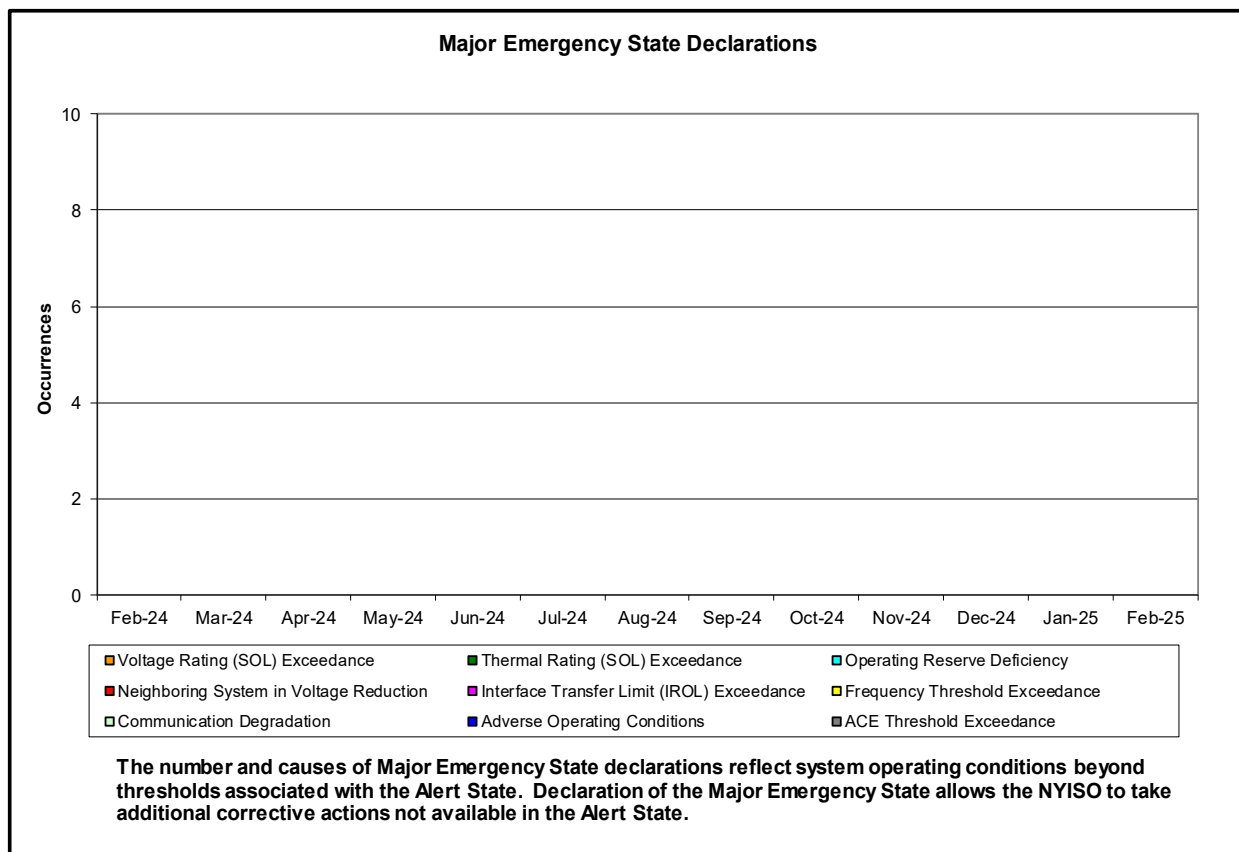 Major Emergency State Declarations
10
8
6
4
2
0
Occurrences
Feb-24 Mar-24 Apr-24 May-24 Jun-24 Jul-24 Aug-24 Sep-24 Oct-24 Nov-24 Dec-24 Jan-25 Feb-25
Voltage Rating (SOL) Exceedance Thermal Rating (SOL) Exceedance Operating Reserve Deficiency
Neighboring System in Voltage Reduction Interface Transfer Limit (IROL) Exceedance Frequency Threshold Exceedance
Communication Degradation Adverse Operating Conditions ACE Threshold Exceedance
The number and causes of Major Emergency State declarations reflect system operating conditions beyond
thresholds associated with the Alert State. Declaration of the Major Emergency State allows the NYISO to take
additional corrective actions not available in the Alert State.